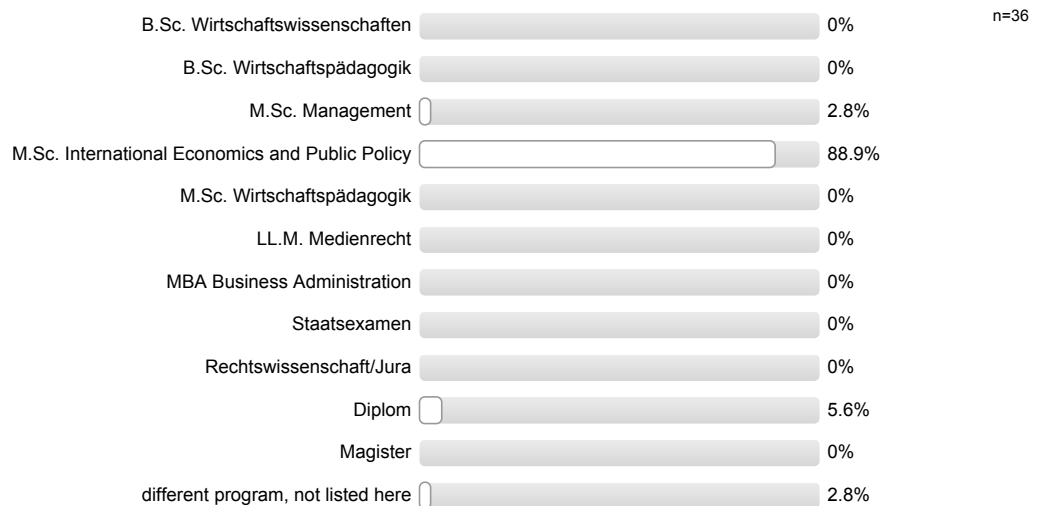 n=36
B.Sc. Wirtschaftswissenschaften 0%
B.Sc. Wirtschaftspädagogik 0%
M.Sc. Management 2.8%
M.Sc. International Economics and Public Policy 88.9%
M.Sc. Wirtschaftspädagogik 0%
LL.M. Medienrecht 0%
MBA Business Administration 0%
Staatsexamen 0%
Rechtswissenschaft/Jura 0%
Diplom 5.6%
Magister 0%
different program, not listed here 2.8%